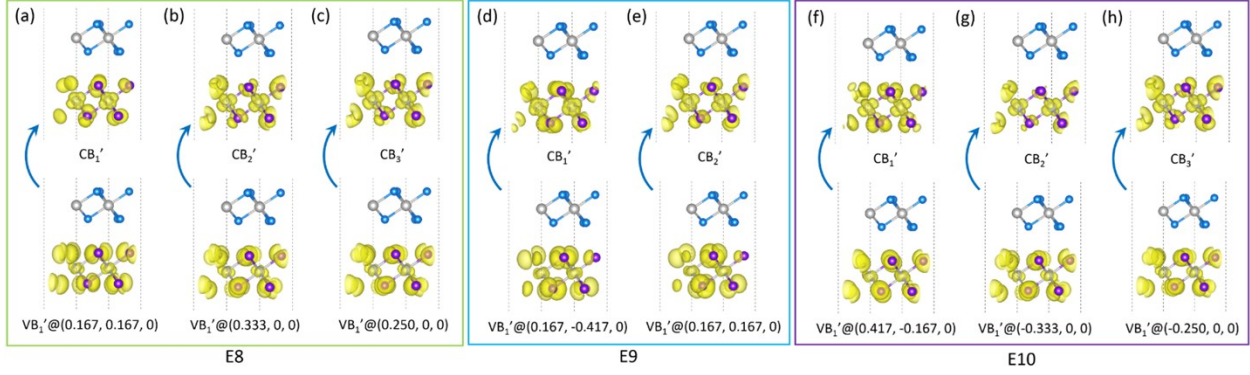 (a) (b) (c) (d) (e) (f) (g) (h)
CB₁′ CB₂′ CB₃′ CB₁′ CB₂′ CB₁′ CB₂′ CB₃′
VB₁′@(0.167, 0.167, 0) VB₁′@(0.333, 0, 0) VB₁′@(0.250, 0, 0) VB₁′@(0.167, -0.417, 0) VB₁′@(0.167, 0.167, 0) VB₁′@(0.417, -0.167, 0) VB₁′@(-0.333, 0, 0) VB₁′@(-0.250, 0, 0)
E8 E9 E10